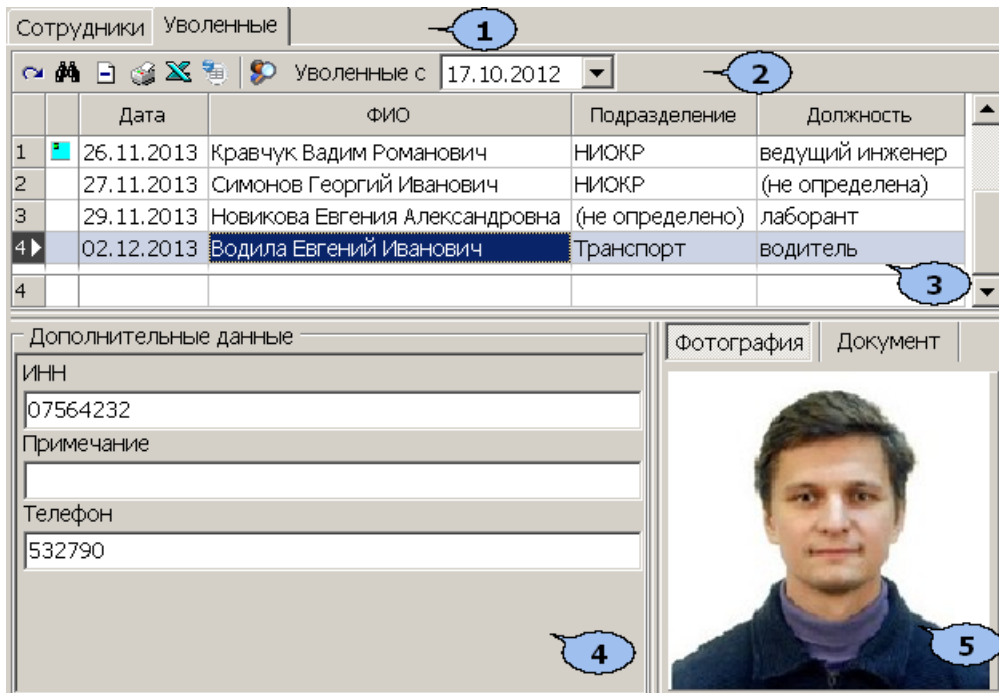 Сотрудники Уволенные 1
Уволенные с 17.10.2012 2
Дата ФИО Подразделение Должность
1 26.11.2013 Кравчук Вадим Романович НИОКР ведущий инженер
2 27.11.2013 Симонов Георгий Иванович НИОКР (не определена)
3 29.11.2013 Новикова Евгения Александровна (не определено) лаборант
4 02.12.2013 Водила Евгений Иванович Транспорт водитель
3
4
Дополнительные данные Фотография Документ
ИНН
07564232
Примечание
Телефон
532790
4 5